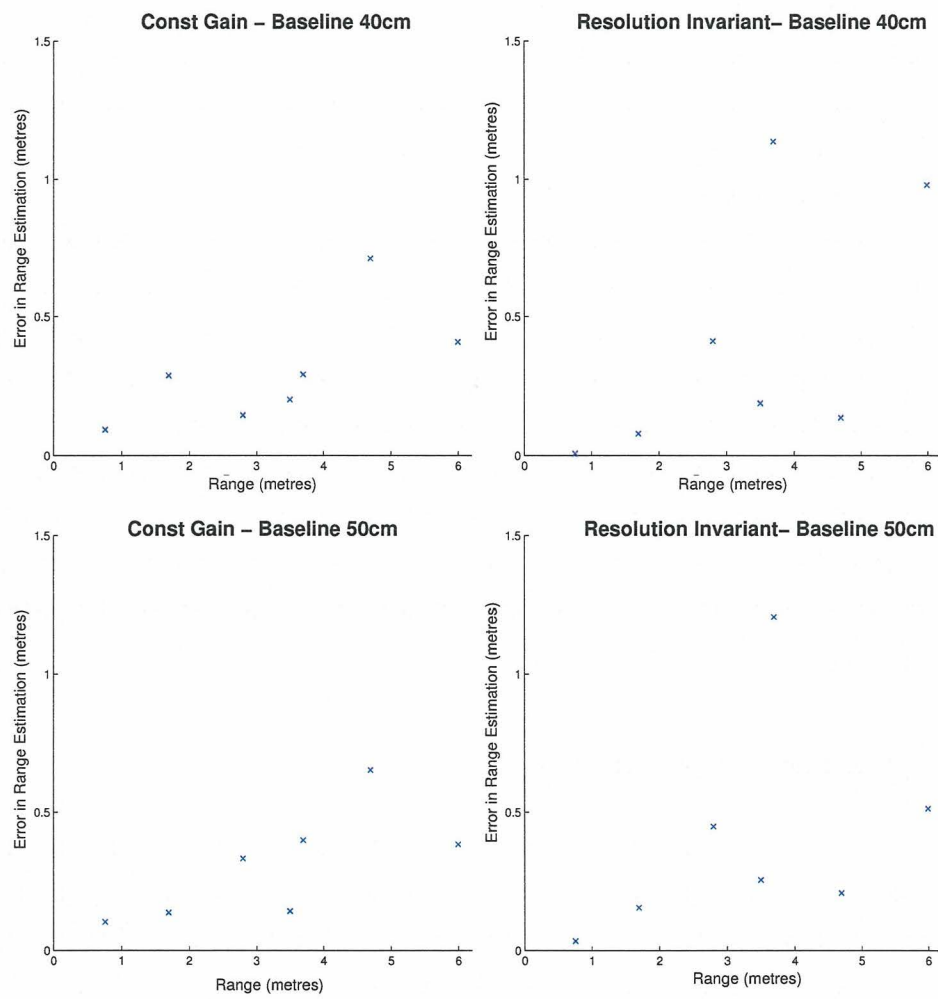 Const Gain – Baseline 40cm
1.5
1
0.5
0
Error in Range Estimation (metres)
0 1 2 3 4 5 6
Range (metres)
Resolution Invariant– Baseline 40cm
1.5
1
0.5
0
Error in Range Estimation (metres)
0 1 2 3 4 5 6
Range (metres)
Const Gain – Baseline 50cm
1.5
1
0.5
0
Error in Range Estimation (metres)
0 1 2 3 4 5 6
Range (metres)
Resolution Invariant– Baseline 50cm
1.5
1
0.5
0
Error in Range Estimation (metres)
0 1 2 3 4 5 6
Range (metres)